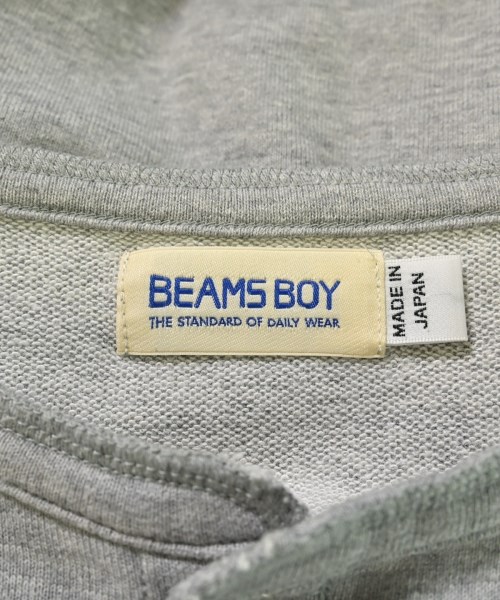 BEAMS BOY
THE STANDARD OF DAILY WEAR
MADE IN
JAPAN